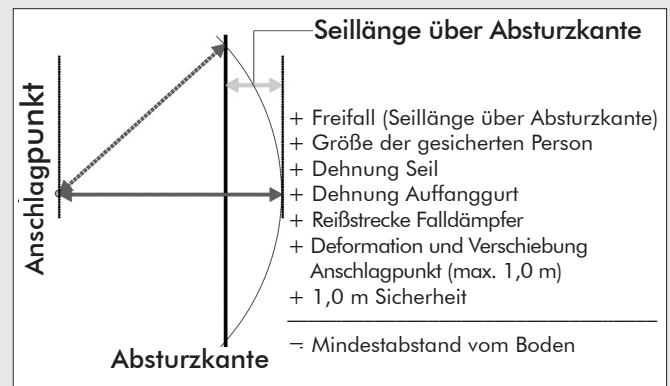 Seillänge über Absturzkante
Anschlagpunkt
+ Freifall (Seillänge über Absturzkante)
+ Größe der gesicherten Person
+ Dehnung Seil
+ Dehnung Auffanggurt
+ Reißstrecke Falldämpfer
+ Deformation und Verschiebung
Anschlagpunkt (max. 1,0 m)
+ 1,0 m Sicherheit
= Mindestabstand vom Boden
Absturzkante